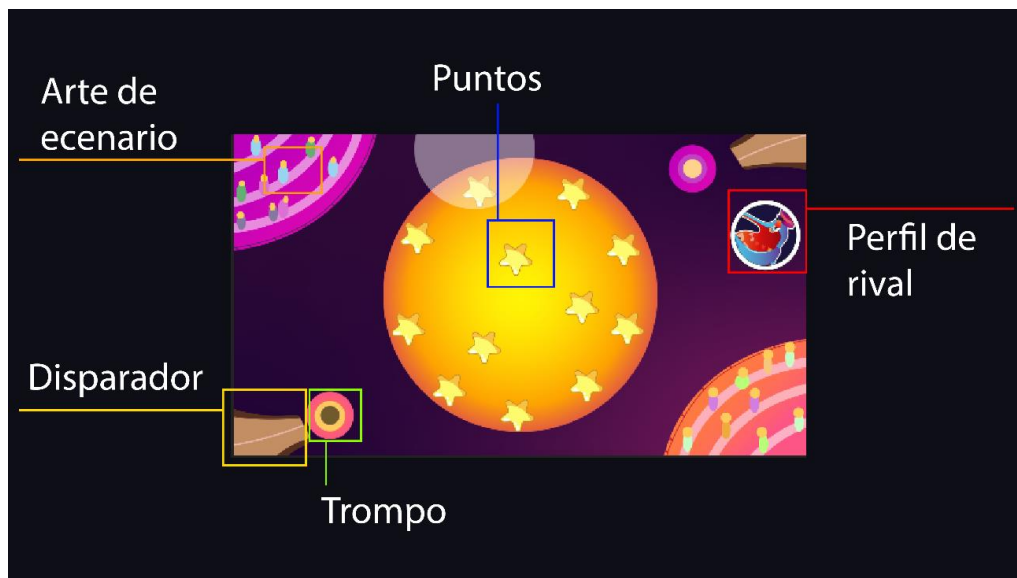 Puntos
Arte de
ecenario
Perfil de
rival
Disparador
Trompo